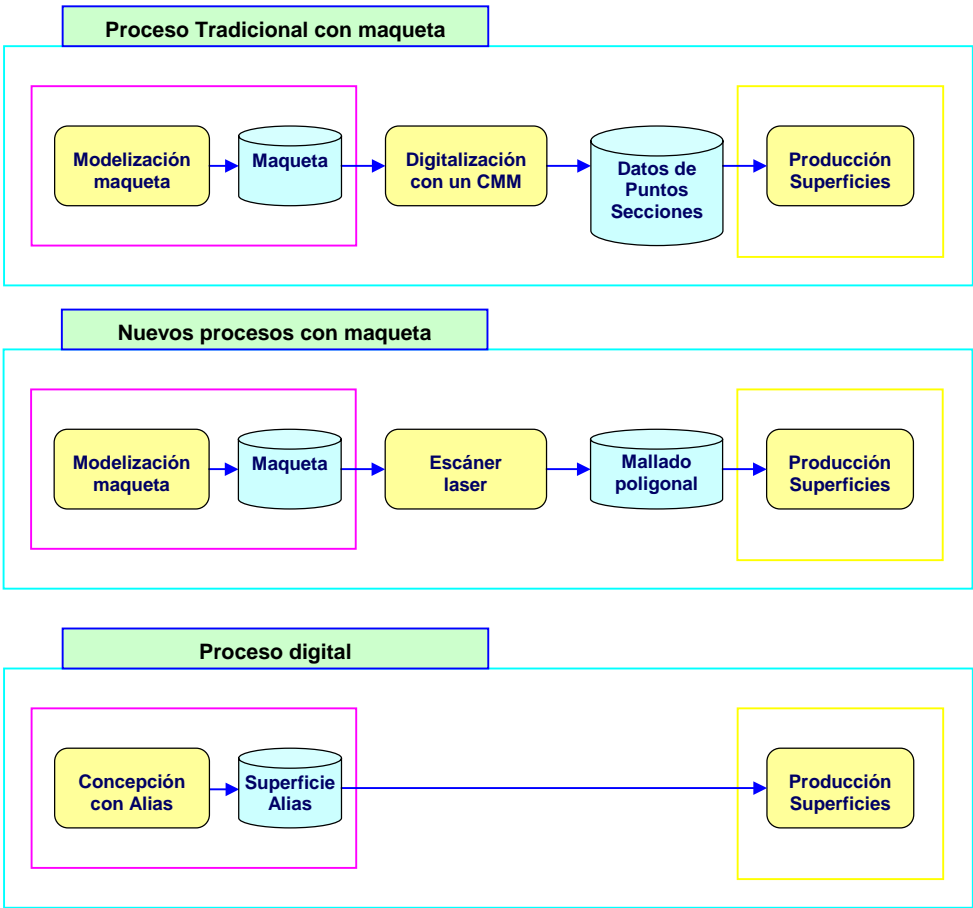 Proceso Tradicional con maqueta
Modelización
maqueta
Maqueta
Digitalización
con un CMM
Datos de
Puntos
Secciones
Producción
Superficies
Nuevos procesos con maqueta
Modelización
maqueta
Maqueta
Escáner
laser
Mallado
poligonal
Producción
Superficies
Proceso digital
Concepción
con Alias
Superficie
Alias
Producción
Superficies